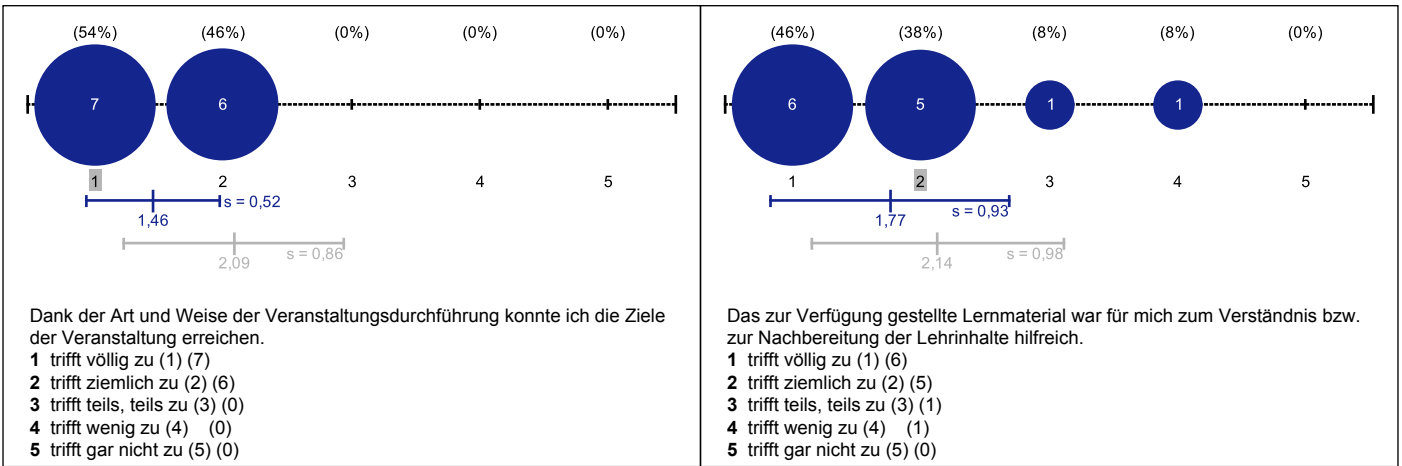 (54%) (46%) (0%) (0%) (0%)
7 6
1 2 3 4 5
s = 0,52
1,46
s = 0,86
2,09
Dank der Art und Weise der Veranstaltungsdurchführung konnte ich die Ziele
der Veranstaltung erreichen.
1 trifft völlig zu (1) (7)
2 trifft ziemlich zu (2) (6)
3 trifft teils, teils zu (3) (0)
4 trifft wenig zu (4) (0)
5 trifft gar nicht zu (5) (0)
(46%) (38%) (8%) (8%) (0%)
6 5 1 1
1 2 3 4 5
s = 0,93
1,77
s = 0,98
2,14
Das zur Verfügung gestellte Lernmaterial war für mich zum Verständnis bzw.
zur Nachbereitung der Lehrinhalte hilfreich.
1 trifft völlig zu (1) (6)
2 trifft ziemlich zu (2) (5)
3 trifft teils, teils zu (3) (1)
4 trifft wenig zu (4) (1)
5 trifft gar nicht zu (5) (0)